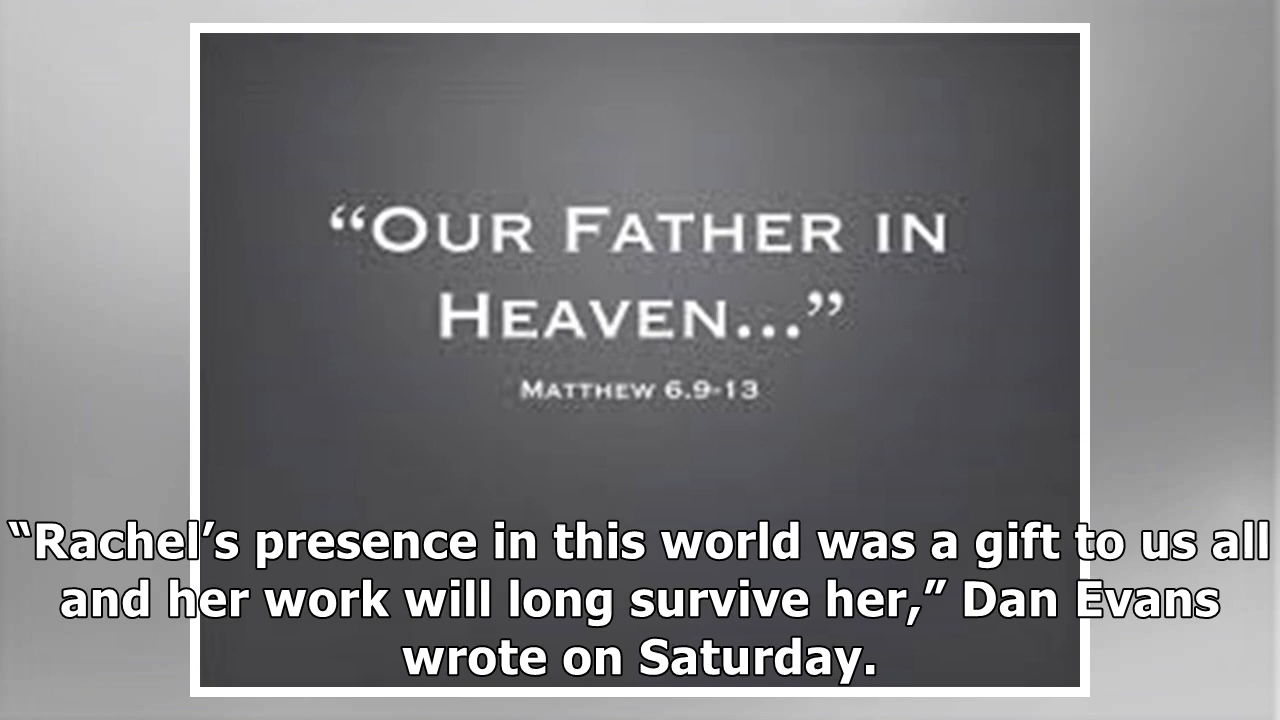 “Our Father in
Heaven...”
Matthew 6.9-13
“Rachel’s presence in this world was a gift to us all
and her work will long survive her,” Dan Evans
wrote on Saturday.